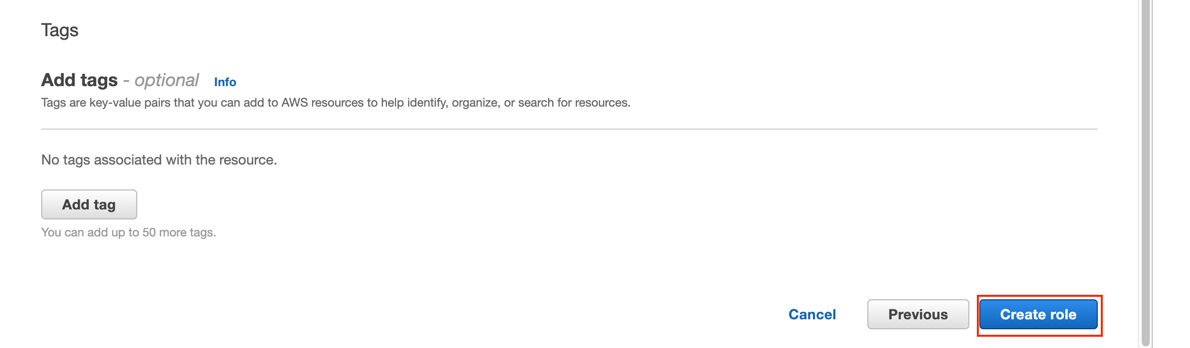 Tags
Add tags - optional Info
Tags are key-value pairs that you can add to AWS resources to help identify, organize, or search for resources.
No tags associated with the resource.
Add tag
You can add up to 50 more tags.
Cancel Previous Create role